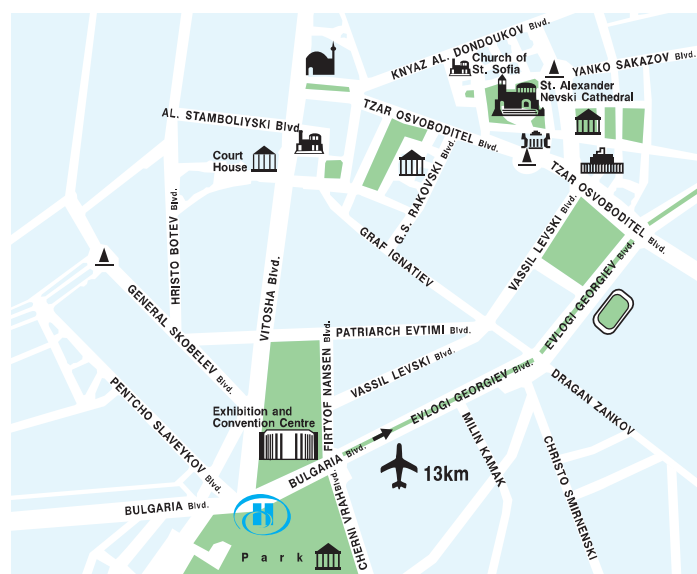 KNYAZ AL. DONDOUKOV Blvd.
Church of
St. Sofia
YANKO SAKAZOV Blvd.
St. Alexander
Nevski Cathedral
AL. STAMBOLIYSKI Blvd.
TZAR OSVOBODITEL Blvd.
Court
House
TZAR OSVOBODITEL Blvd.
G.S. RAKOVSKI Blvd.
HRISTO BOTEV Blvd.
GRAF IGNATIEV
VASSIL LEVSKI Blvd.
VITOSHA Blvd.
EVLOGI GEORGIEV Blvd.
GENERAL SKOBELEV Blvd.
PATRIARCH EVTIMI Blvd.
FIRTYOF NANSEN Blvd.
VASSIL LEVSKI Blvd.
EVLOGI GEORGIEV Blvd.
DRAGAN ZANKOV
PENTCHO SLAVEYKOV Blvd.
Exhibition and
Convention Centre
MILIN KAMAK
CHRISTO SMIRNENSKI
BULGARIA Blvd.
13km
BULGARIA Blvd.
H
CHERNI VRAH Blvd.
Park